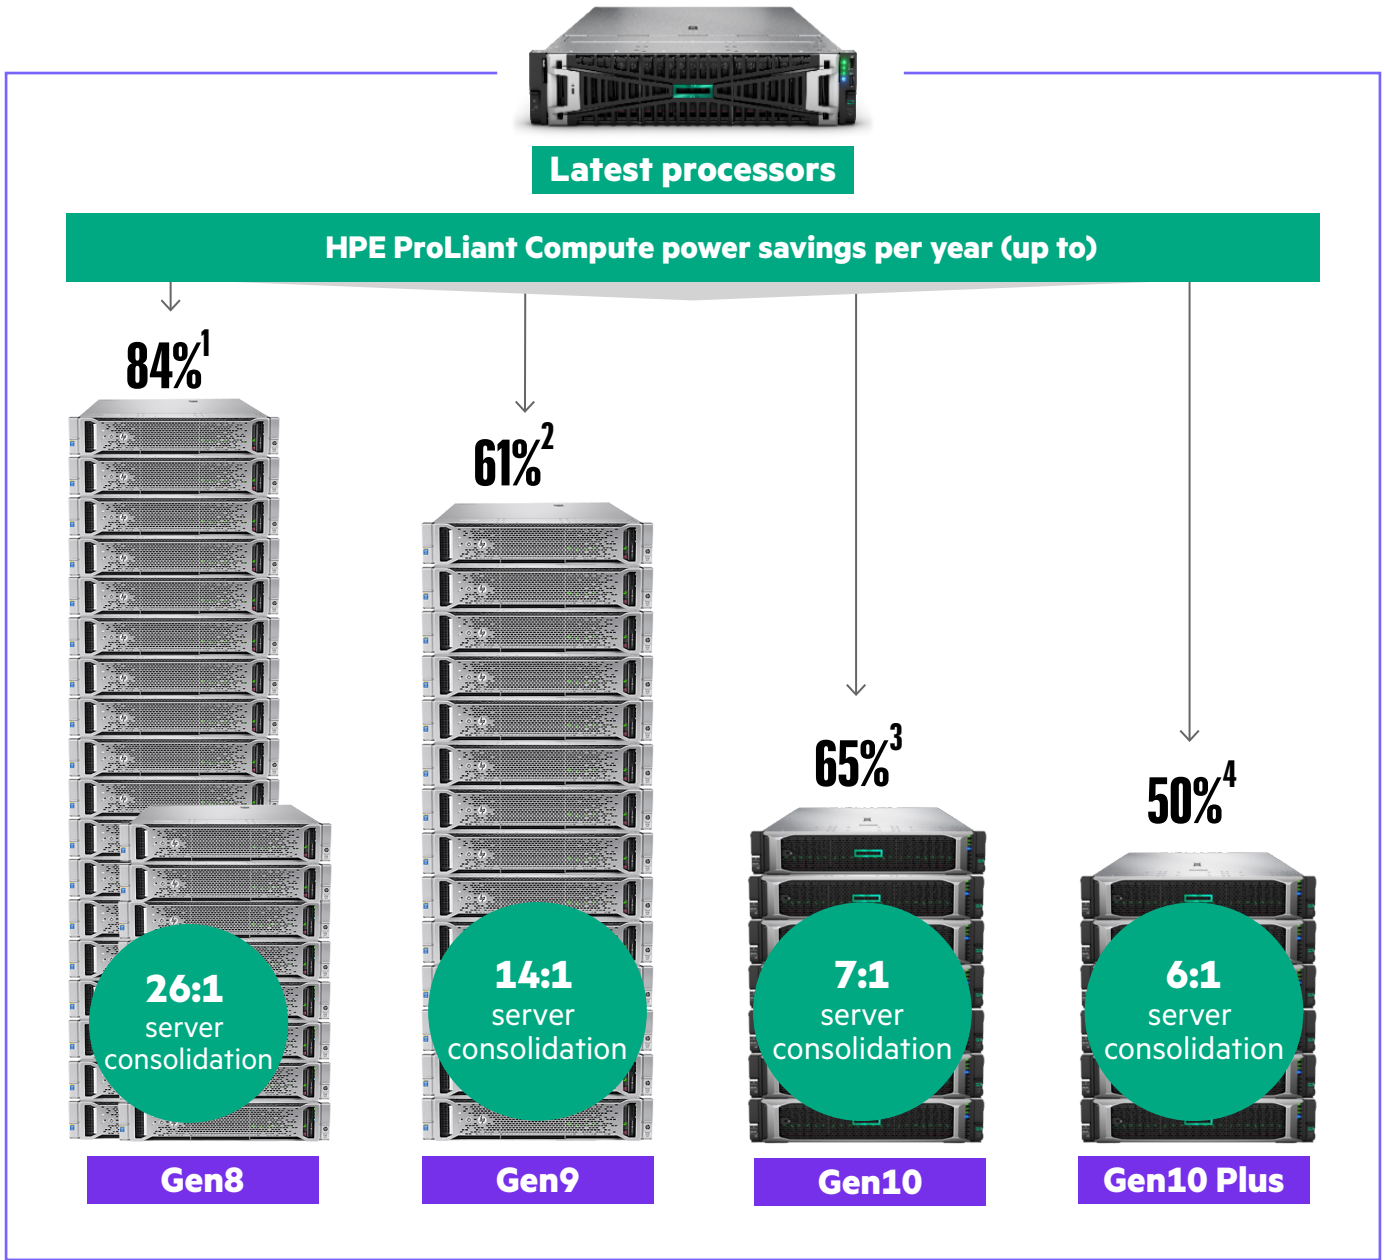 Latest processors
HPE ProLiant Compute power savings per year (up to)
84%1
61%2
65%3
50%4
26:1
server
consolidation
14:1
server
consolidation
7:1
server
consolidation
6:1
server
consolidation
Gen8
Gen9
Gen10
Gen10 Plus